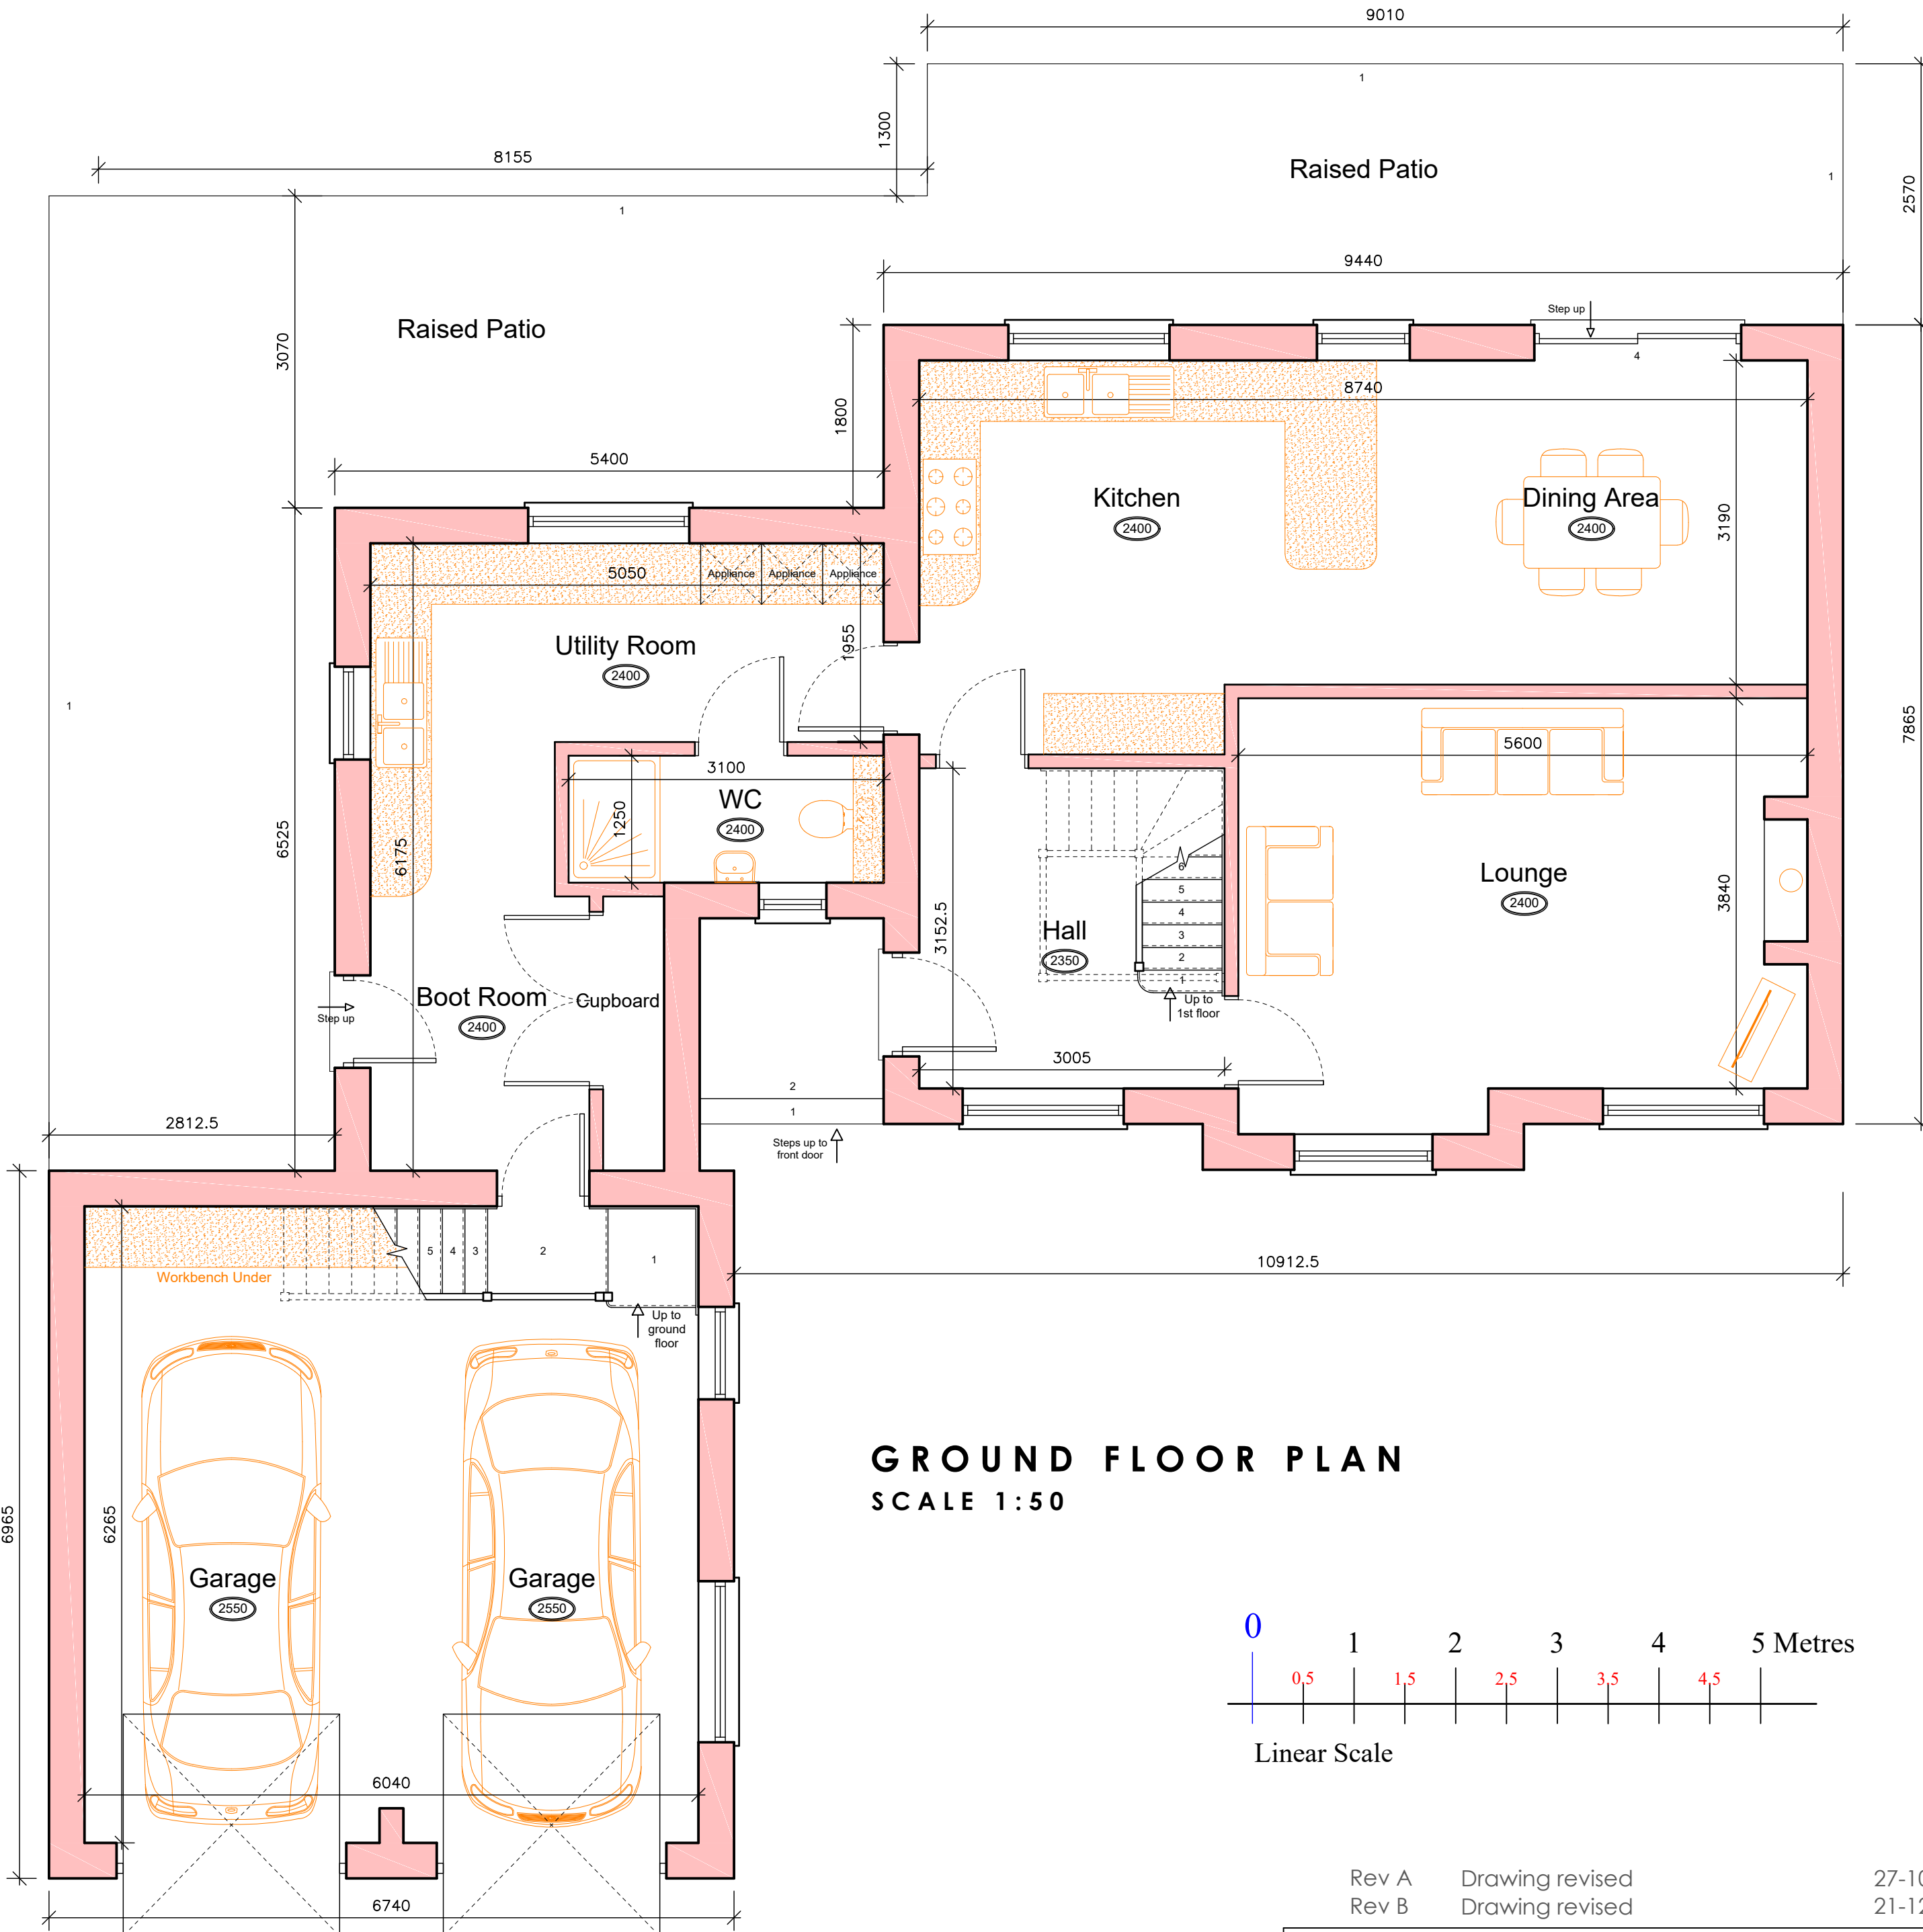 9010
1
1300
8155
Raised Patio
1
2570
1
9440
Raised Patio
Step up
3070
4
1800
8740
5400
Kitchen
2400
Dining Area
2400
3190
5050
Appliance
Appliance
Appliance
Utility Room
2400
1955
1
7865
5600
3100
WC
2400
1250
6525
6175
6
5
4
3
2
1
Lounge
2400
3840
3152.5
Hall
2350
Boot Room
2400
Cupboard
Step up
Up to
1st floor
3005
2
1
2812.5
Steps up to
front door
5
4
3
2
1
10912.5
Workbench Under
Up to
ground
floor
GROUND FLOOR PLAN
SCALE 1:50
6965
6265
Garage
2550
Garage
2550
0
1
2
3
4
5 Metres
0.5
1.5
2.5
3.5
4.5
Linear Scale
6040
Rev A Drawing revised 27-10
Rev B Drawing revised 21-12
6740